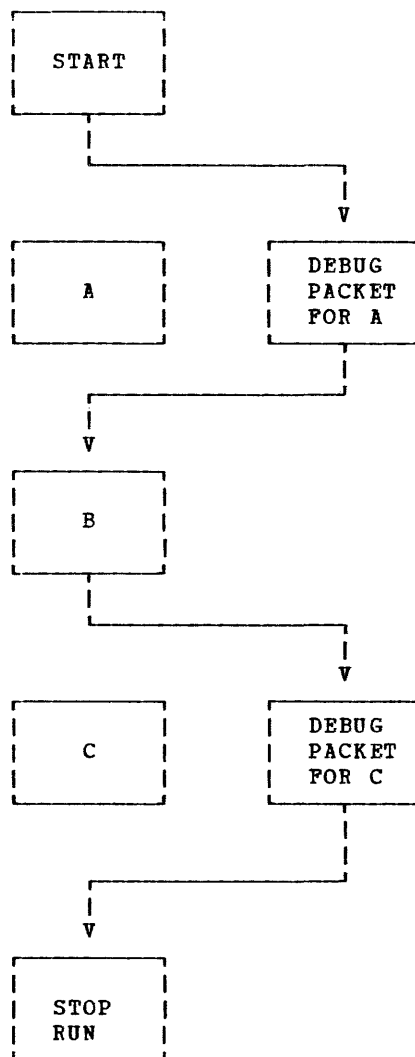 START
A
DEBUG
PACKET
FOR A
B
C
DEBUG
PACKET
FOR C
STOP
RUN